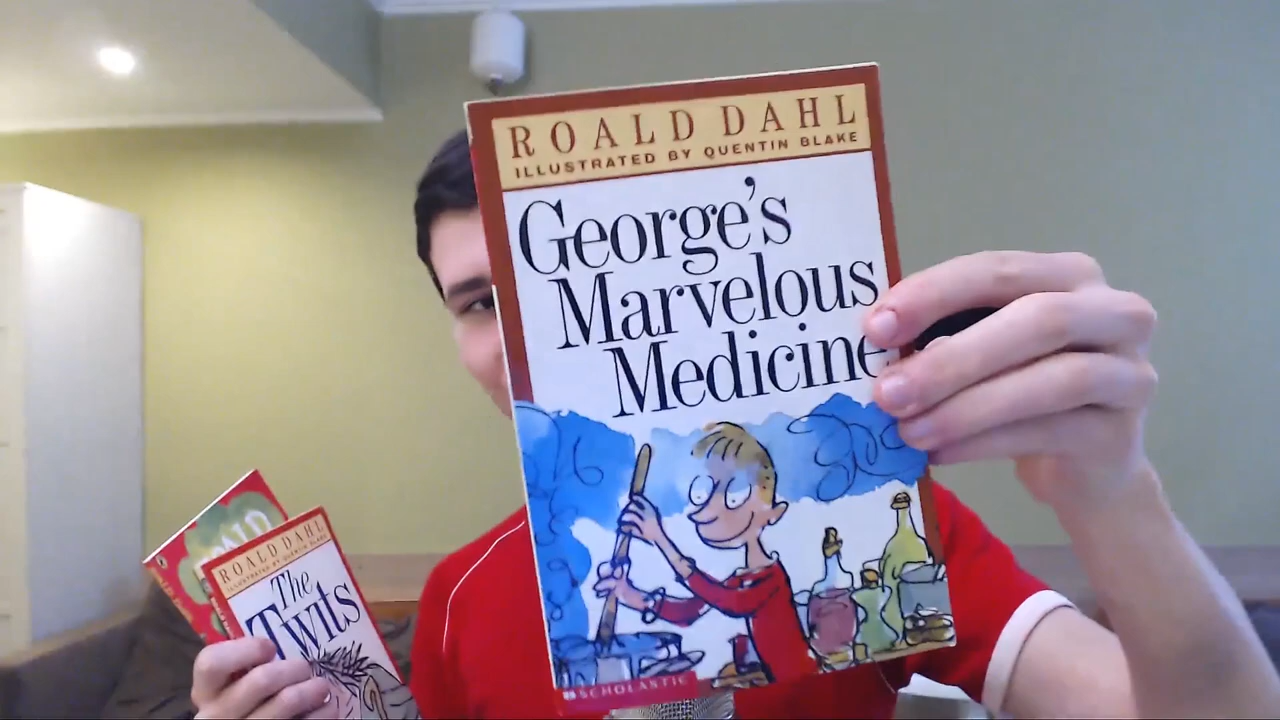 ROALD DAHL
ILLUSTRATED BY QUENTIN BLAKE
George's
Marvelous
Medicine
SCHOLASTIC
ROALD DAHL
ILLUSTRATED BY QUENTIN BLAKE
The
Twits